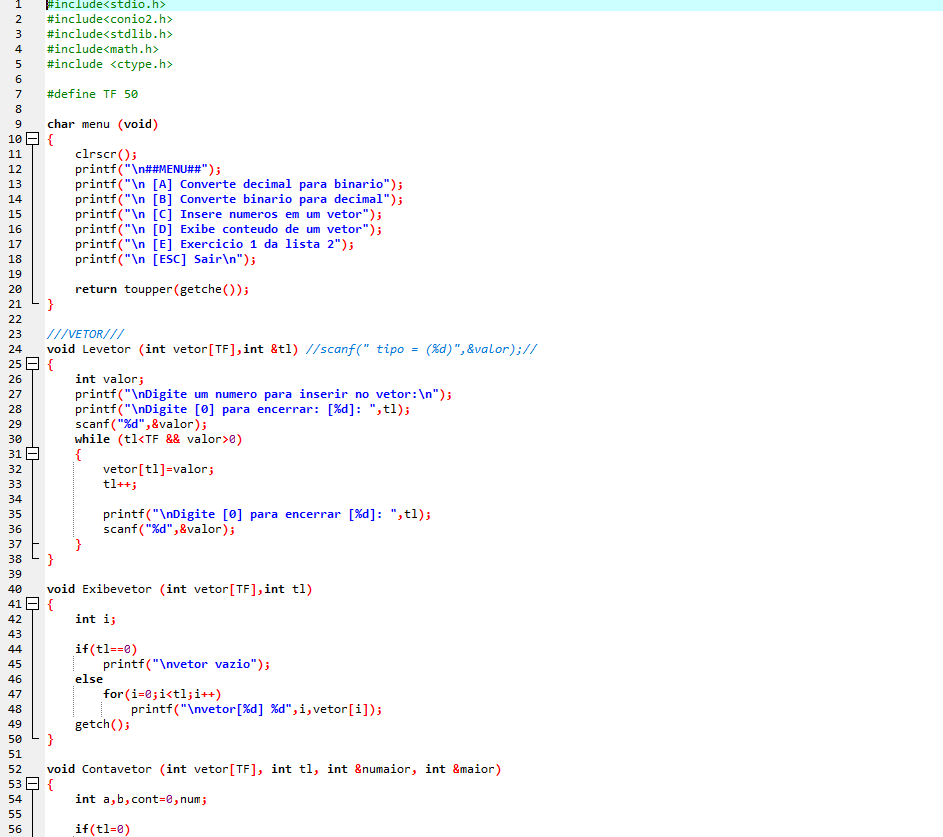 1 #include<stdio.h>
2 #include<conio2.h>
3 #include<stdlib.h>
4 #include<math.h>
5 #include <ctype.h>
6
7 #define TF 50
8
9 char menu (void)
10 {
11 clrscr();
12 printf("\n##MENU##");
13 printf("\n [A] Converte decimal para binario");
14 printf("\n [B] Converte binario para decimal");
15 printf("\n [C] Insere numeros em um vetor");
16 printf("\n [D] Exibe conteudo de um vetor");
17 printf("\n [E] Exercicio 1 da lista 2");
18 printf("\n [ESC] Sair\n");
19
20 return toupper(getche());
21 }
22
23 ///VETOR///
24 void Levetor (int vetor[TF],int &tl) //scanf(" tipo = (%d)",&valor);//
25 {
26 int valor;
27 printf("\nDigite um numero para inserir no vetor:\n");
28 printf("\nDigite [0] para encerrar: [%d]: ",tl);
29 scanf("%d",&valor);
30 while (tl<TF && valor>0)
31 {
32 vetor[tl]=valor;
33 tl++;
34
35 printf("\nDigite [0] para encerrar [%d]: ",tl);
36 scanf("%d",&valor);
37 }
38 }
39
40 void Exibevetor (int vetor[TF],int tl)
41 {
42 int i;
43
44 if(tl==0)
45 printf("\nvetor vazio");
46 else
47 for(i=0;i<tl;i++)
48 printf("\nvetor[%d] %d",i,vetor[i]);
49 getch();
50 }
51
52 void Contavetor (int vetor[TF], int tl, int &numaior, int &maior)
53 {
54 int a,b,cont=0,num;
55
56 if(tl=0)